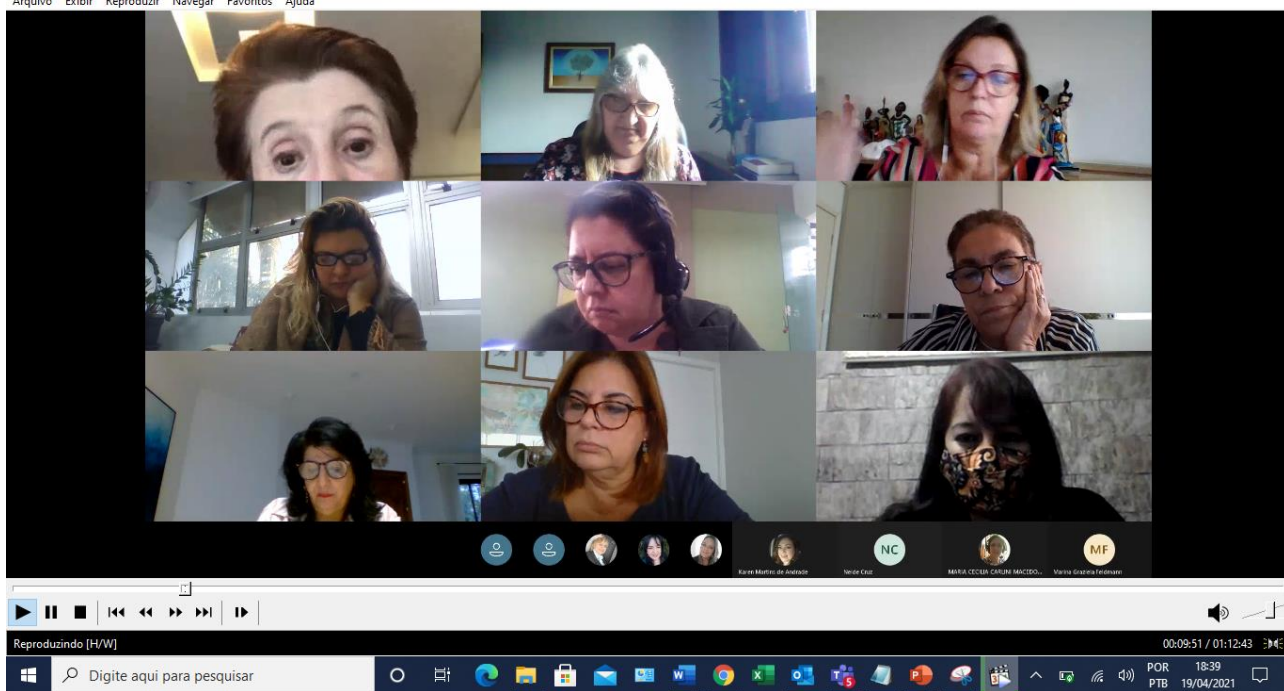 Arquivo Exibir Reproduzir Navegar Favoritos Ajuda
NC
MF
Karen Martins de Andrade
Neide Cruz
MARIA CECILIA CARLINI MACEDO...
Marina Graziela Feldmann
Reproduzindo [H/W]
00:09:51 / 01:12:43
Digite aqui para pesquisar
POR
PTB
18:39
19/04/2021